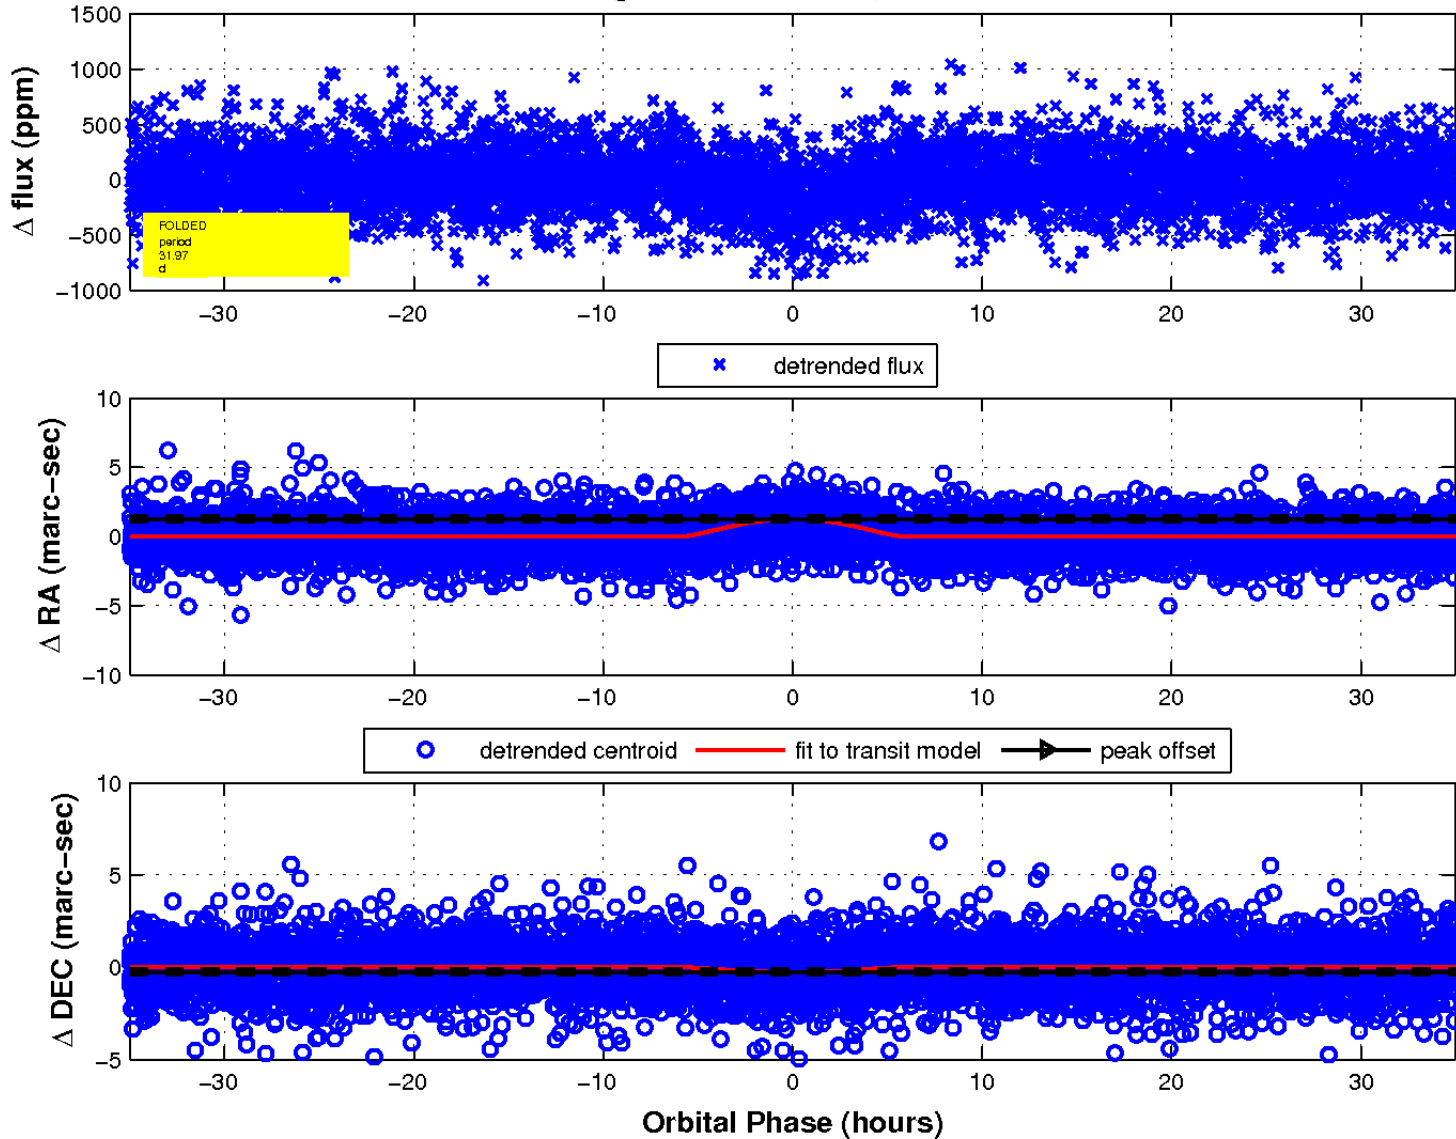 1500
1000
500
0
−500
−1000
Δ flux (ppm)
FOLDED
period
31.97
d
−30 −20 −10 0 10 20 30
detrended flux
10
5
0
−5
−10
Δ RA (marc−sec)
−30 −20 −10 0 10 20 30
detrended centroid fit to transit model peak offset
10
5
0
−5
Δ DEC (marc−sec)
−30 −20 −10 0 10 20 30
Orbital Phase (hours)